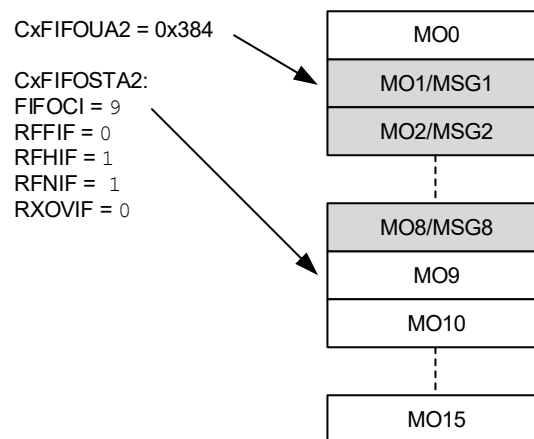 CxFIFOUA2 = 0x384
CxFIFOSTA2:
FIFOCI = 9
RFFIF = 0
RFHIF = 1
RFNIF = 1
RXOVIF = 0
MO0
MO1/MSG1
MO2/MSG2
MO8/MSG8
MO9
MO10
MO15